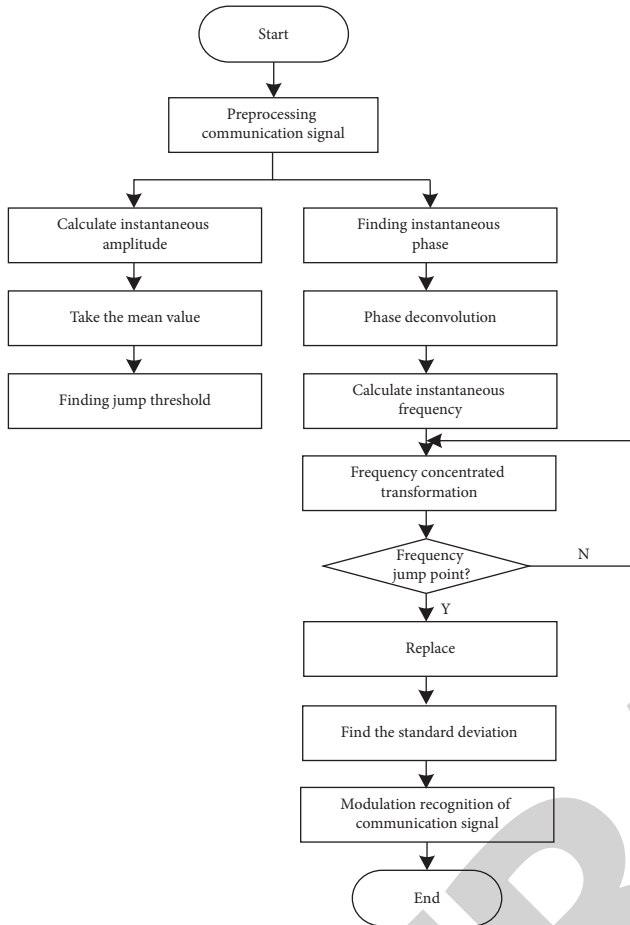 Start
Preprocessing
communication signal
Calculate instantaneous
amplitude
Finding instantaneous
phase
Take the mean value
Phase deconvolution
Finding jump threshold
Calculate instantaneous
frequency
Frequency concentrated
transformation
Frequency
jump point?
N
Y
Replace
Find the standard deviation
Modulation recognition of
communication signal
End